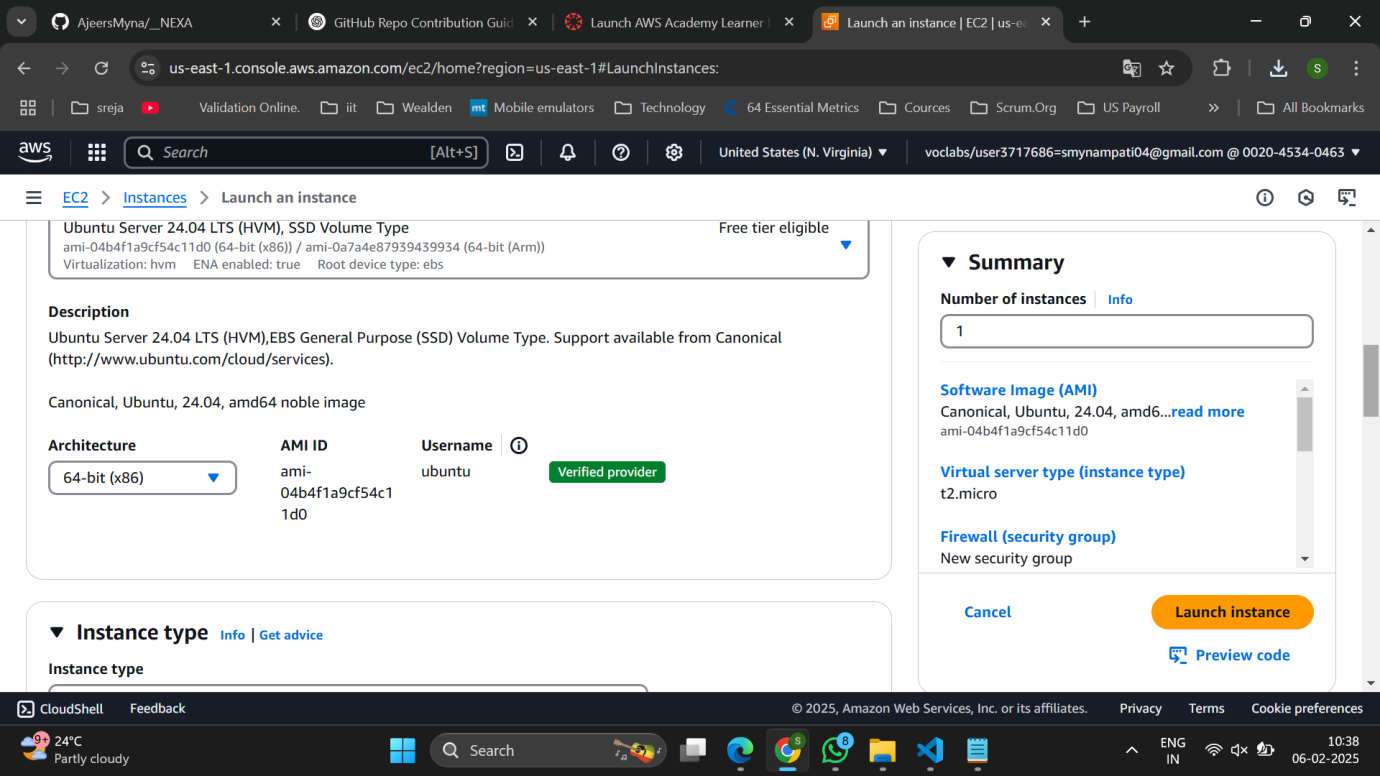 AjeersMyna/__NEXA
GitHub Repo Contribution Guid
Launch AWS Academy Learner L
Launch an instance | EC2 | us-ea
us-east-1.console.aws.amazon.com/ec2/home?region=us-east-1#LaunchInstances:
S
sreja
Validation Online.
iit
Wealden
mt
Mobile emulators
Technology
64 Essential Metrics
Cources
Scrum.Org
US Payroll
All Bookmarks
aws
Search
[Alt+S]
United States (N. Virginia)
voclabs/user3717686=smynampati04@gmail.com @ 0020-4534-0463
EC2
Instances
Launch an instance
Ubuntu Server 24.04 LTS (HVM), SSD Volume Type
Free tier eligible
ami-04b4f1a9cf54c11d0 (64-bit (x86)) / ami-0a7a4e87939439934 (64-bit (Arm))
Virtualization: hvm ENA enabled: true Root device type: ebs
Description
Ubuntu Server 24.04 LTS (HVM),EBS General Purpose (SSD) Volume Type. Support available from Canonical
(http://www.ubuntu.com/cloud/services).
Canonical, Ubuntu, 24.04, amd64 noble image
Architecture
64-bit (x86)
AMI ID
ami-
04b4f1a9cf54c1
1d0
Username
ubuntu
Verified provider
Instance type
Info | Get advice
Instance type
Summary
Number of instances
Info
1
Software Image (AMI)
Canonical, Ubuntu, 24.04, amd6...read more
ami-04b4f1a9cf54c11d0
Virtual server type (instance type)
t2.micro
Firewall (security group)
New security group
Cancel
Launch instance
Preview code
CloudShell
Feedback
© 2025, Amazon Web Services, Inc. or its affiliates.
Privacy
Terms
Cookie preferences
9+
24°C
Partly cloudy
Search
S
8
ENG
IN
10:38
06-02-2025